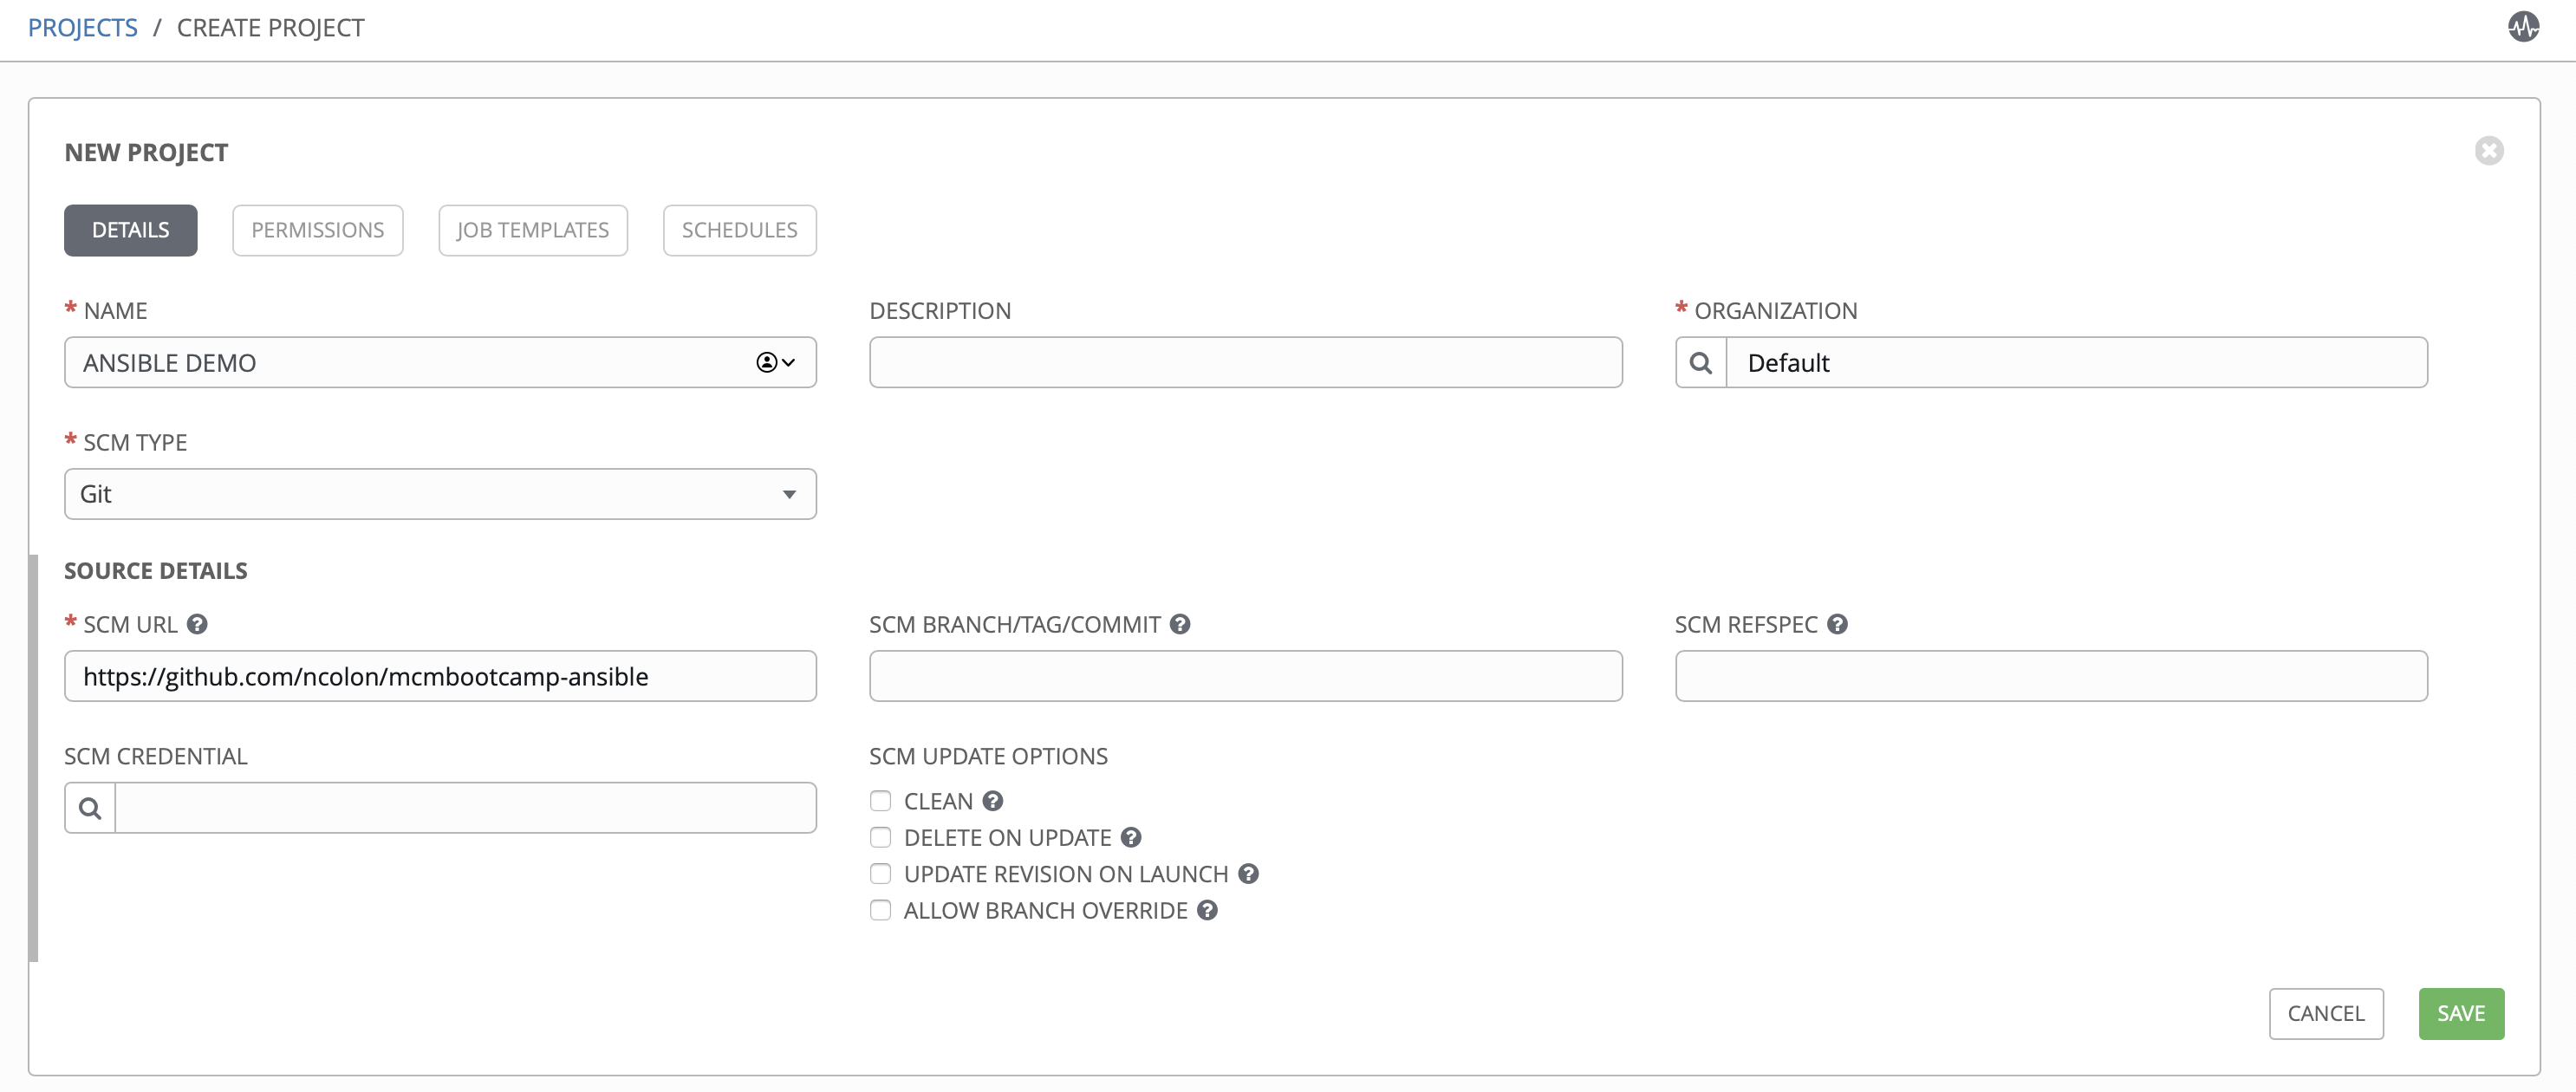 PROJECTS / CREATE PROJECT
NEW PROJECT
DETAILS PERMISSIONS JOB TEMPLATES SCHEDULES
* NAME DESCRIPTION * ORGANIZATION
ANSIBLE DEMO Default
* SCM TYPE
Git
SOURCE DETAILS
* SCM URL ? SCM BRANCH/TAG/COMMIT ? SCM REFSPEC ?
https://github.com/ncolon/mcmbootcamp-ansible
SCM CREDENTIAL SCM UPDATE OPTIONS
CLEAN ?
DELETE ON UPDATE ?
UPDATE REVISION ON LAUNCH ?
ALLOW BRANCH OVERRIDE ?
CANCEL SAVE